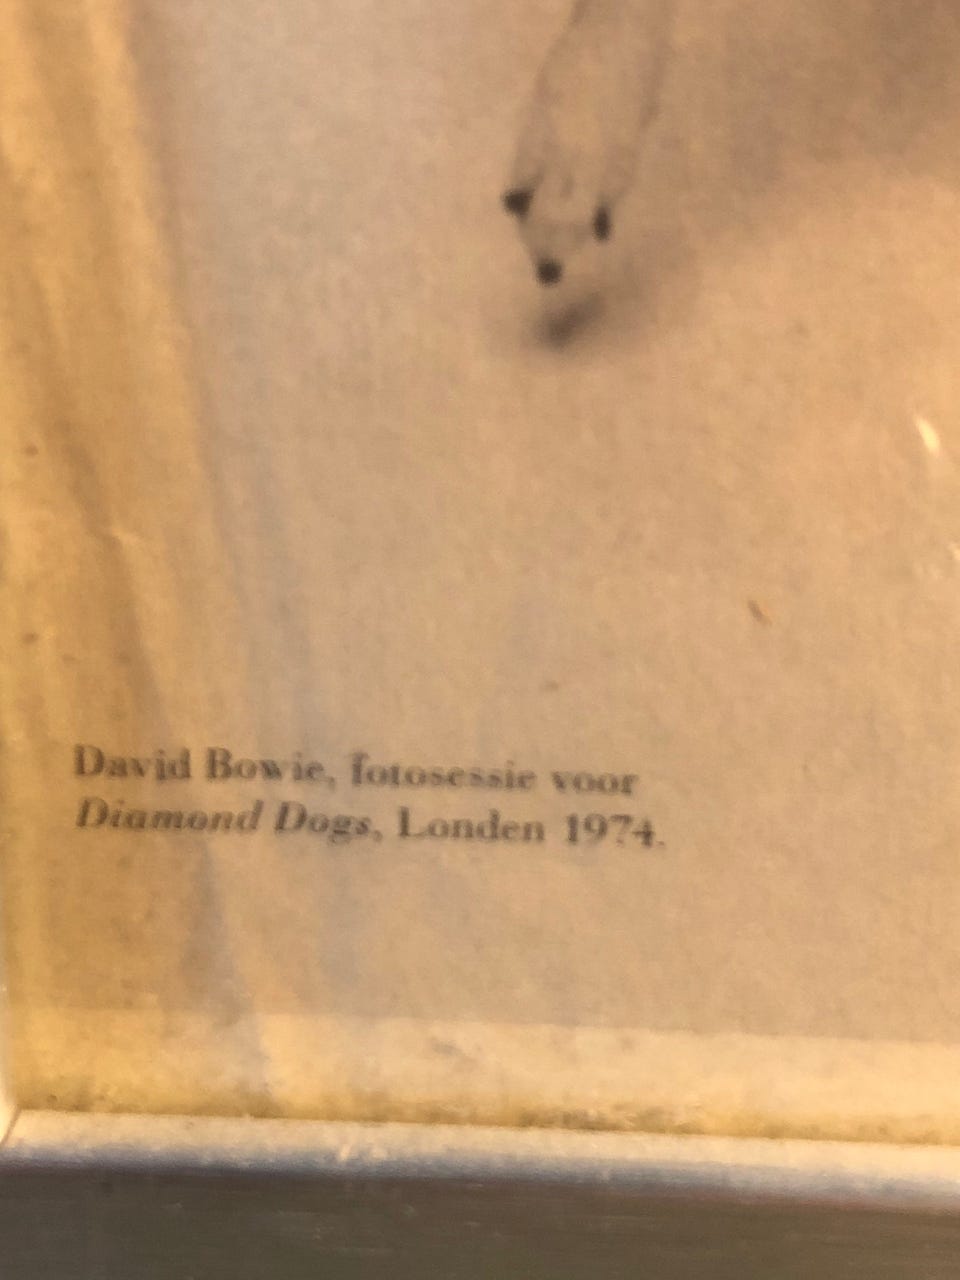 David Bowie, fotosessie voor
Diamond Dogs, Londen 1974.